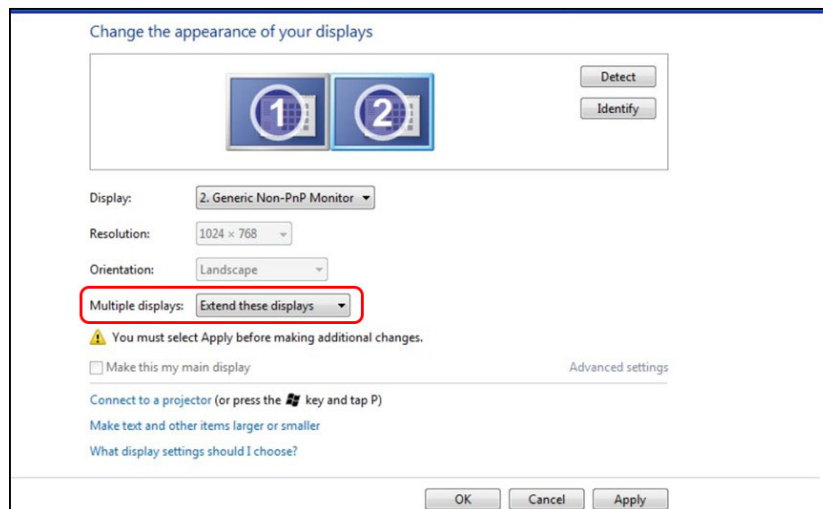 Change the appearance of your displays
1 2
Detect
Identify
Display: 2. Generic Non-PnP Monitor
Resolution: 1024 × 768
Orientation: Landscape
Multiple displays: Extend these displays
You must select Apply before making additional changes.
Make this my main display Advanced settings
Connect to a projector (or press the key and tap P)
Make text and other items larger or smaller
What display settings should I choose?
OK Cancel Apply